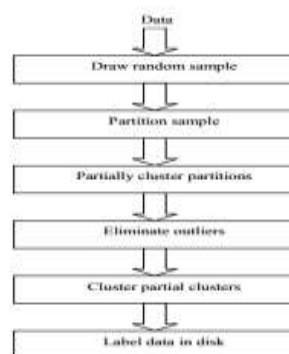 Data
Draw random sample
Partition sample
Partially cluster partitions
Eliminate outliers
Cluster partial clusters
Label data in disk